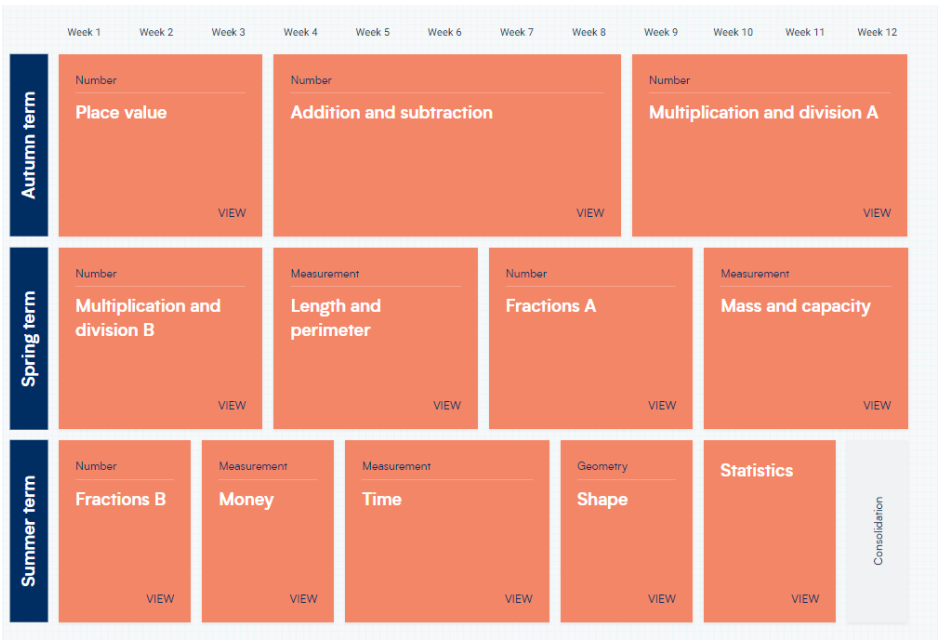 Week 1 Week 2 Week 3 Week 4 Week 5 Week 6 Week 7 Week 8 Week 9 Week 10 Week 11 Week 12
Autumn term
Number
Place value
VIEW
Number
Addition and subtraction
VIEW
Number
Multiplication and division A
VIEW
Spring term
Number
Multiplication and
division B
VIEW
Measurement
Length and
perimeter
VIEW
Number
Fractions A
VIEW
Measurement
Mass and capacity
VIEW
Summer term
Number
Fractions B
VIEW
Measurement
Money
VIEW
Measurement
Time
VIEW
Geometry
Shape
VIEW
Statistics
VIEW
Consolidation